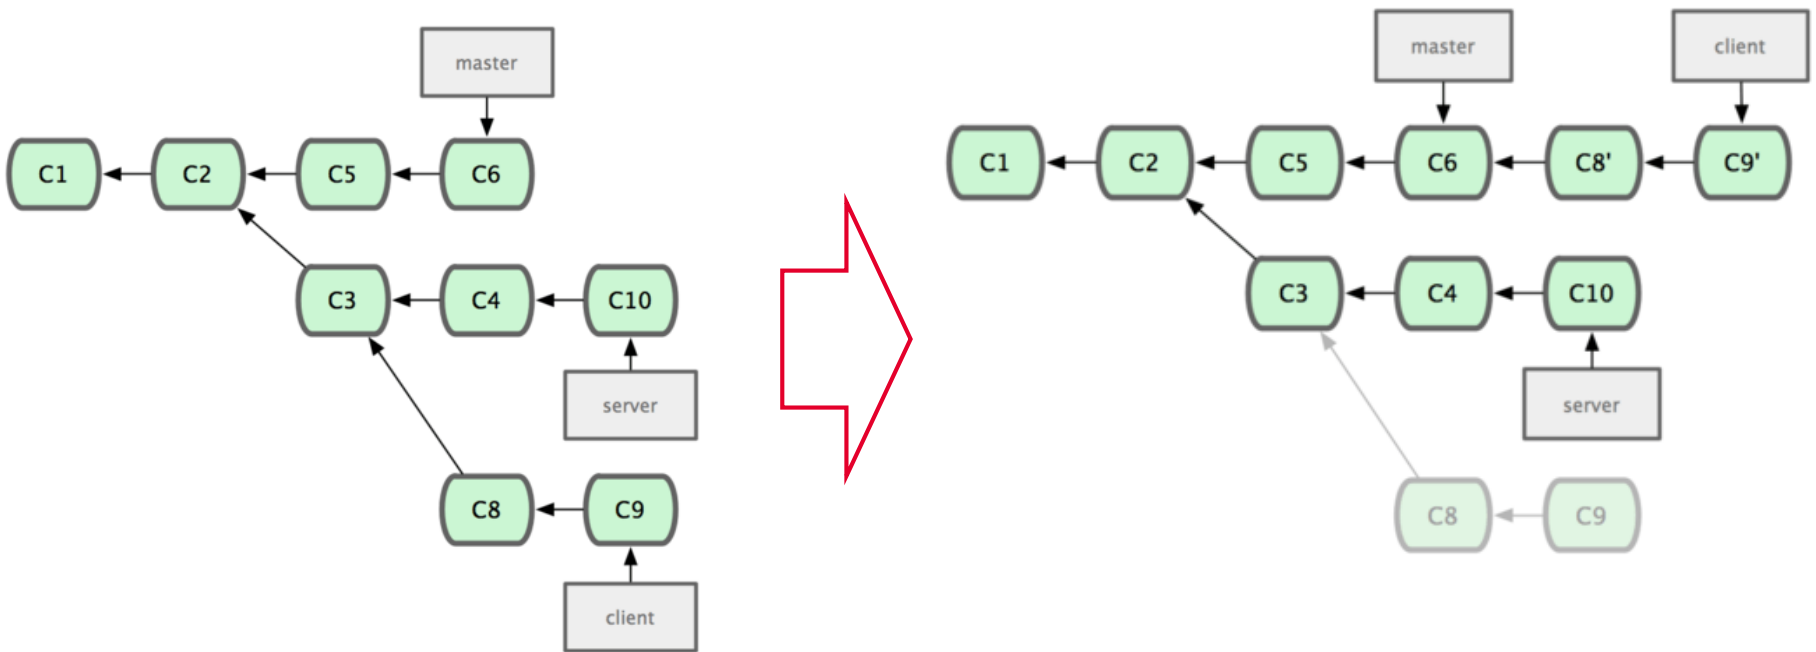 master
C1 C2 C5 C6
C3 C4 C10
server
C8 C9
client
master client
C1 C2 C5 C6 C8' C9'
C3 C4 C10
server
C8 C9